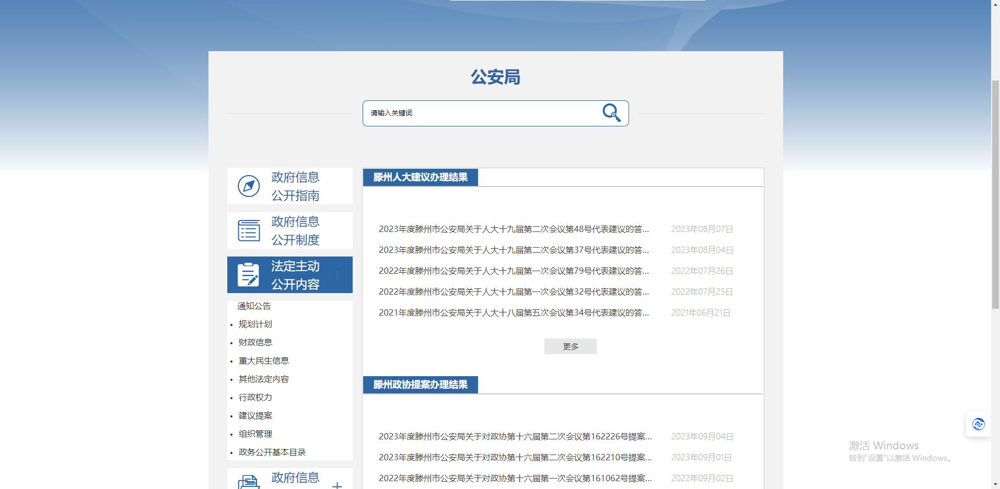 公安局
请输入关键词
政府信息
公开指南
政府信息
公开制度
法定主动
公开内容
通知公告
规划计划
财政信息
重大民生信息
其他法定内容
行政权力
建议提案
组织管理
政务公开基本目录
政府信息
滕州人大建议办理结果
2023年度滕州市公安局关于人大十九届第二次会议第48号代表建议的答... 2023年08月07日
2023年度滕州市公安局关于人大十九届第二次会议第37号代表建议的答... 2023年08月04日
2022年度滕州市公安局关于人大十九届第一次会议第79号代表建议的答... 2022年07月26日
2022年度滕州市公安局关于人大十九届第一次会议第32号代表建议的答... 2022年07月25日
2021年度滕州市公安局关于人大十八届第五次会议第34号代表建议的答... 2021年06月21日
更多
滕州政协提案办理结果
2023年度滕州市公安局关于对政协第十六届第二次会议第162226号提案... 2023年09月04日
2023年度滕州市公安局关于对政协第十六届第二次会议第162210号提案... 2023年09月01日
2022年度滕州市公安局关于对政协第十六届第一次会议第161062号提案... 2022年09月02日
激活 Windows
转到“设置”以激活 Windows。